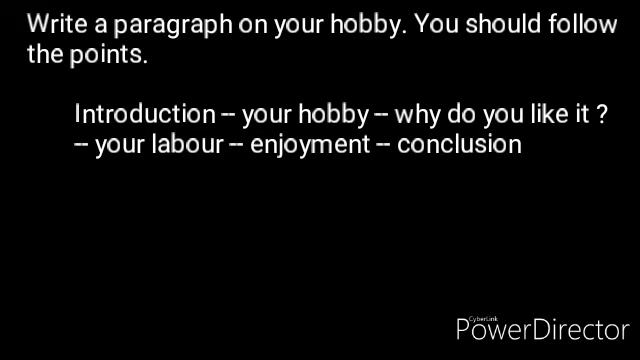 Write a paragraph on your hobby. You should follow
the points.
Introduction -- your hobby -- why do you like it ?
-- your labour -- enjoyment -- conclusion
CyberLink
PowerDirector